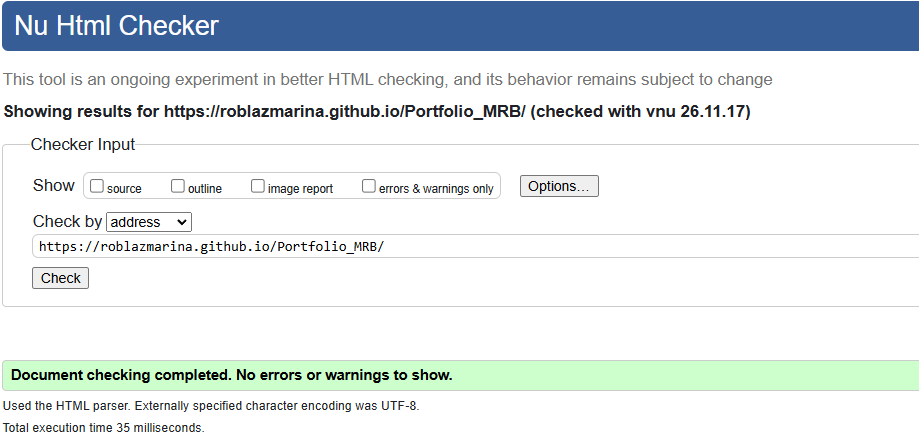 Nu Html Checker
This tool is an ongoing experiment in better HTML checking, and its behavior remains subject to change
Showing results for https://roblazmarina.github.io/Portfolio_MRB/ (checked with vnu 26.11.17)
Checker Input
Show source outline image report errors & warnings only Options...
Check by address
https://roblazmarina.github.io/Portfolio_MRB/
Check
Document checking completed. No errors or warnings to show.
Used the HTML parser. Externally specified character encoding was UTF-8.
Total execution time 35 milliseconds.